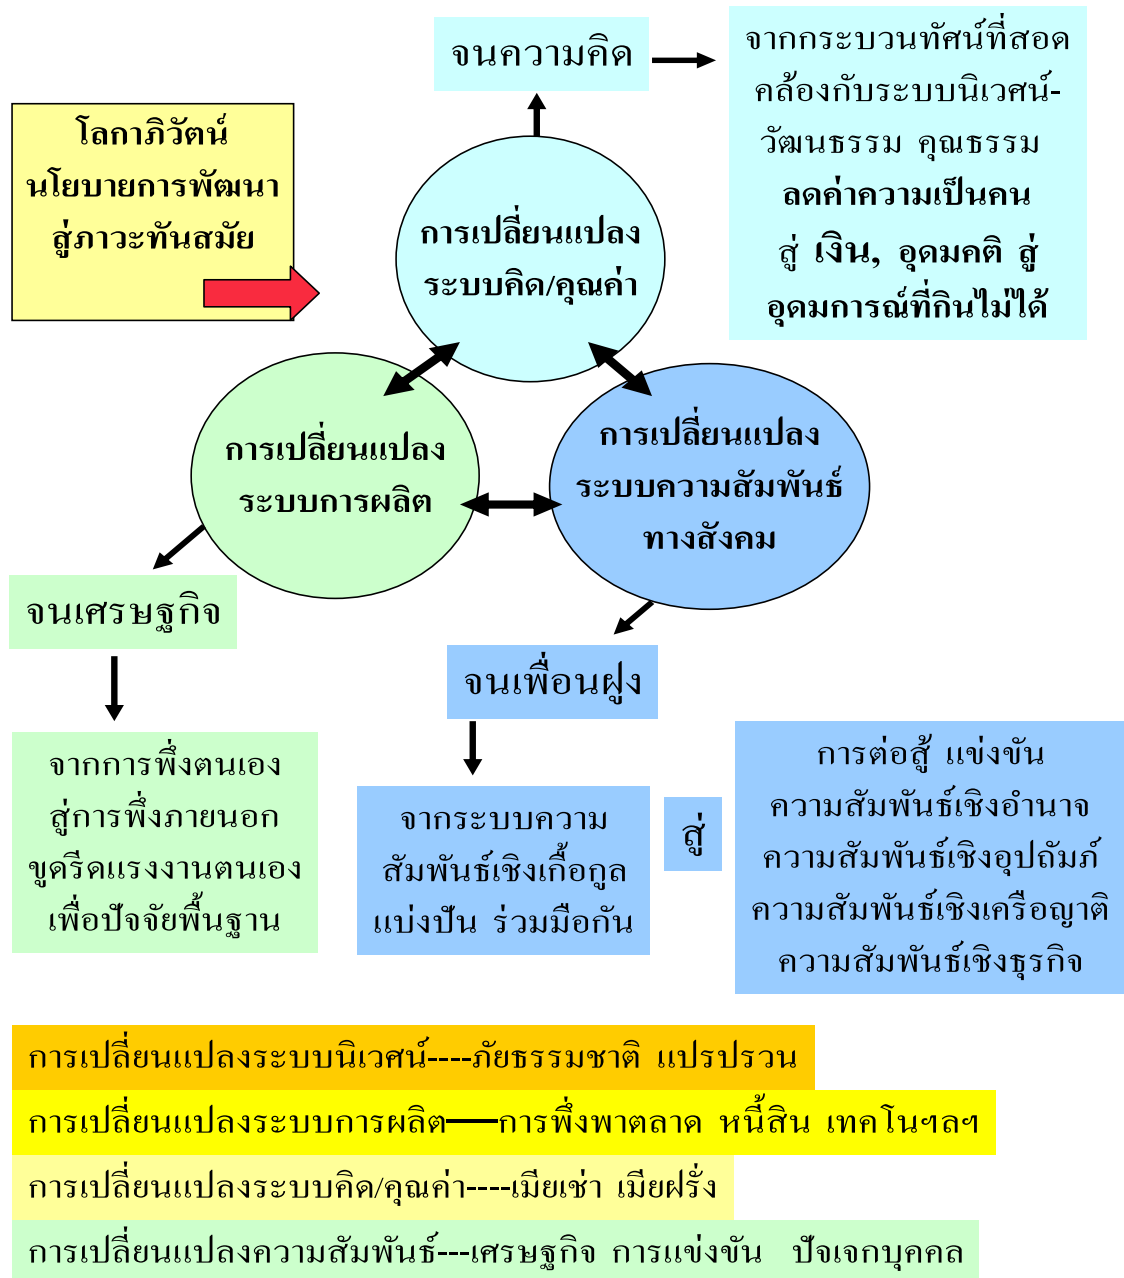 จนความคิด
จากกระบวนทัศน์ที่สอด
คล้องกับระบบนิเวศน์-
วัฒนธรรม คุณธรรม
ลดค่าความเป็นคน
สู่ เงิน, อุดมคติ สู่
อุดมการณ์ที่กินไม่ได้
โลกาภิวัตน์
นโยบายการพัฒนา
สู่ภาวะทันสมัย
การเปลี่ยนแปลง
ระบบคิด/คุณค่า
การเปลี่ยนแปลง
ระบบการผลิต
การเปลี่ยนแปลง
ระบบความสัมพันธ์
ทางสังคม
จนเศรษฐกิจ
จนเพื่อนฝูง
จากการพึ่งตนเอง
สู่การพึ่งภายนอก
ขูดรีดแรงงานตนเอง
เพื่อปัจจัยพื้นฐาน
จากระบบความ
สัมพันธ์เชิงเกื้อกูล
แบ่งปัน ร่วมมือกัน
สู่
การต่อสู้ แข่งขัน
ความสัมพันธ์เชิงอำนาจ
ความสัมพันธ์เชิงอุปถัมภ์
ความสัมพันธ์เชิงเครือญาติ
ความสัมพันธ์เชิงธุรกิจ
การเปลี่ยนแปลงระบบนิเวศน์----ภัยธรรมชาติ แปรปรวน
การเปลี่ยนแปลงระบบการผลิต——การพึ่งพาตลาด หนี้สิน เทคโนฯลฯ
การเปลี่ยนแปลงระบบคิด/คุณค่า----เมียเช่า เมียฝรั่ง
การเปลี่ยนแปลงความสัมพันธ์---เศรษฐกิจ การแข่งขัน ปัจเจกบุคคล